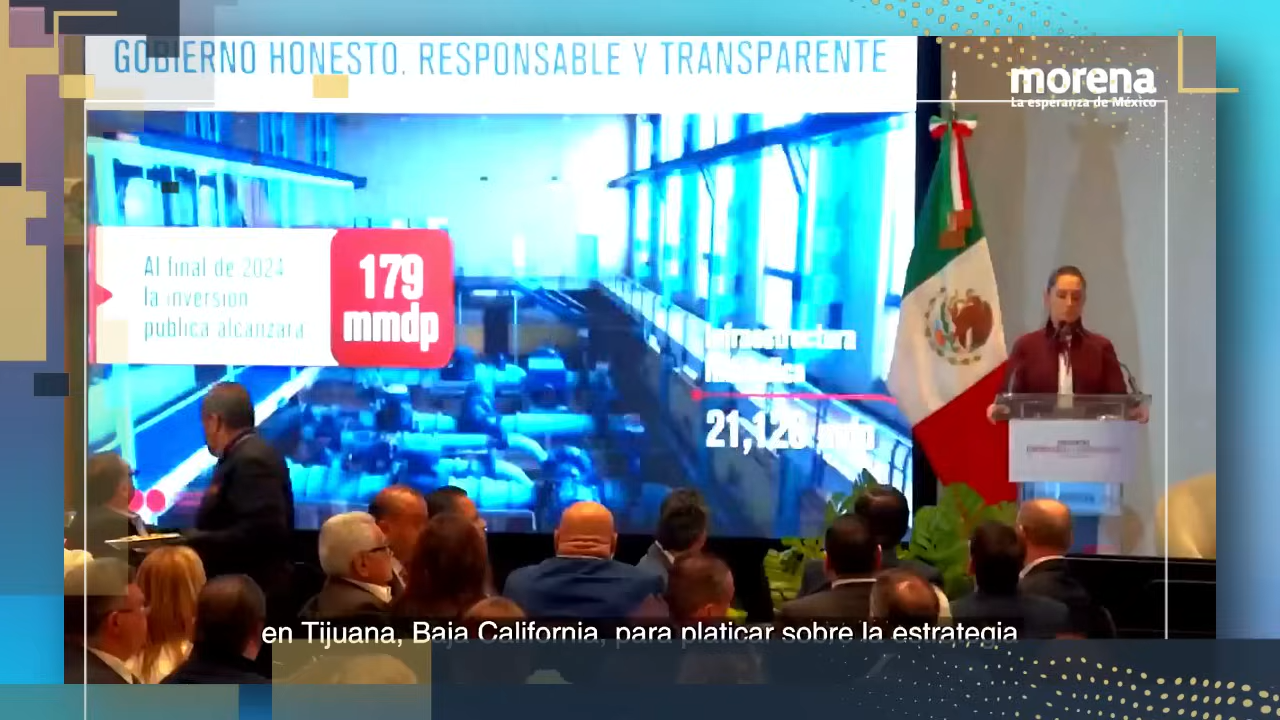 GOBIERNO HONESTO, RESPONSABLE Y TRANSPARENTE
morena
La esperanza de México
Al final de 2024
la inversión
pública alcanzará
179
mmdp
Infraestructura
en Tijuana, Baja California, para platicar sobre la estrategia